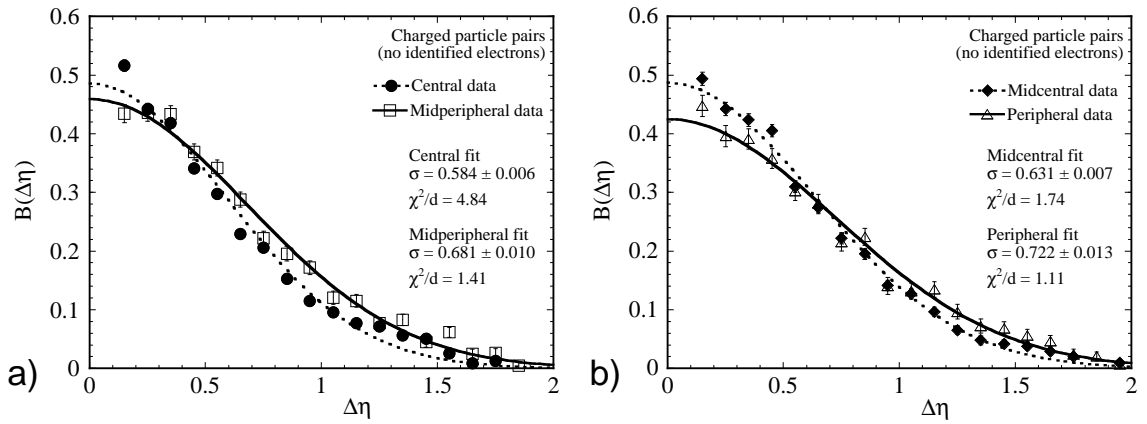 Charged particle pairs
(no identified electrons)
Central data
Midperipheral data
Central fit
σ = 0.584 ± 0.006
χ²/d = 4.84
Midperipheral fit
σ = 0.681 ± 0.010
χ²/d = 1.41
B(Δη)
0.6
0.5
0.4
0.3
0.2
0.1
0
0 0.5 1 1.5 2
Δη
a)
Charged particle pairs
(no identified electrons)
Midcentral data
Peripheral data
Midcentral fit
σ = 0.631 ± 0.007
χ²/d = 1.74
Peripheral fit
σ = 0.722 ± 0.013
χ²/d = 1.11
B(Δη)
0.6
0.5
0.4
0.3
0.2
0.1
0
0 0.5 1 1.5 2
Δη
b)